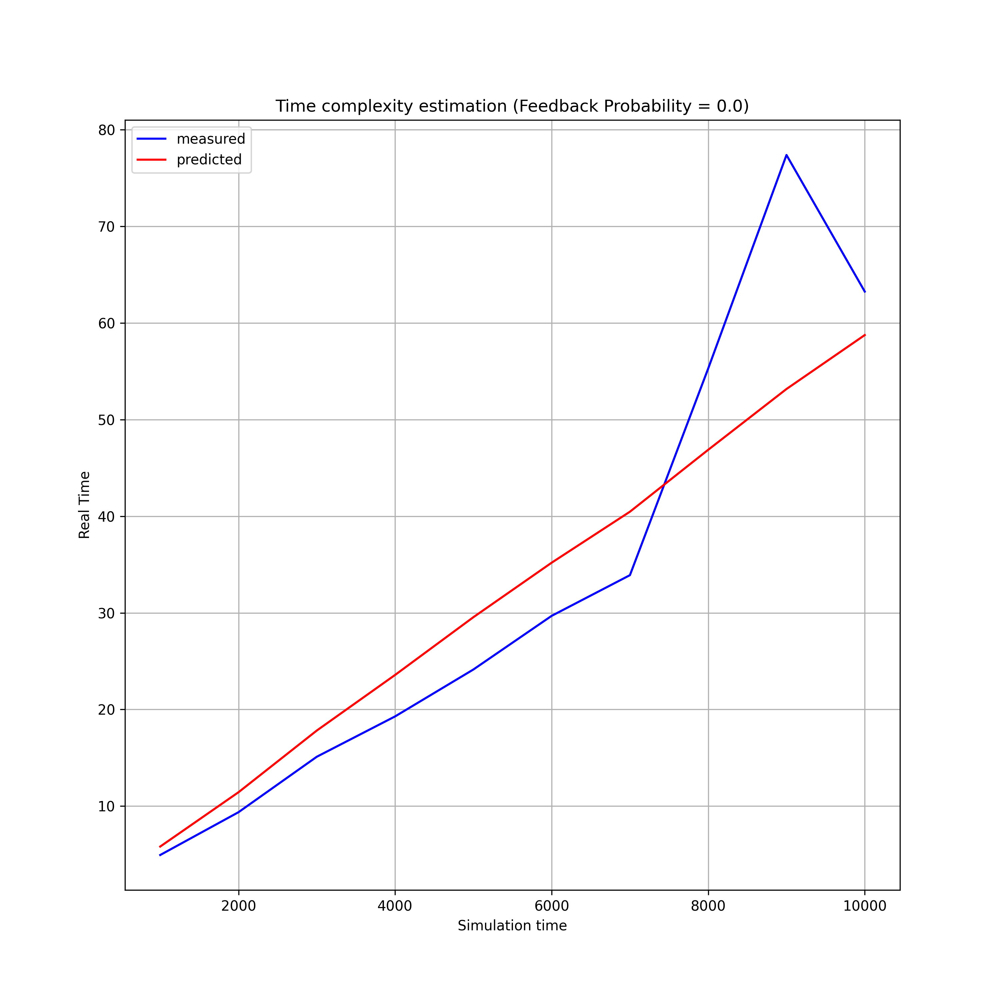 Time complexity estimation (Feedback Probability = 0.0)
measured
predicted
80
70
60
50
40
30
20
10
Real Time
2000 4000 6000 8000 10000
Simulation time